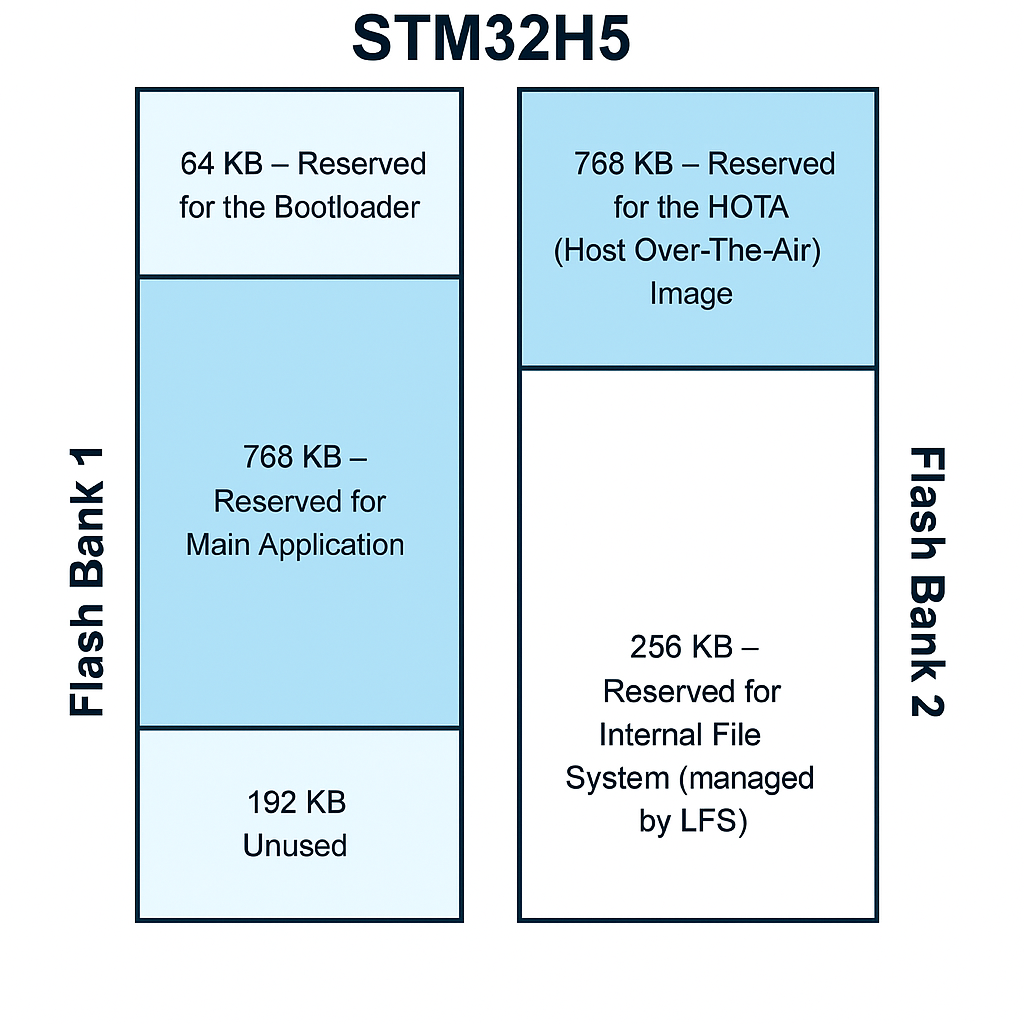 STM32H5
Flash Bank 1
64 KB – Reserved
for the Bootloader
768 KB –
Reserved for
Main Application
192 KB
Unused
768 KB – Reserved
for the HOTA
(Host Over-The-Air)
Image
256 KB –
Reserved for
Internal File
System (managed
by LFS)
Flash Bank 2